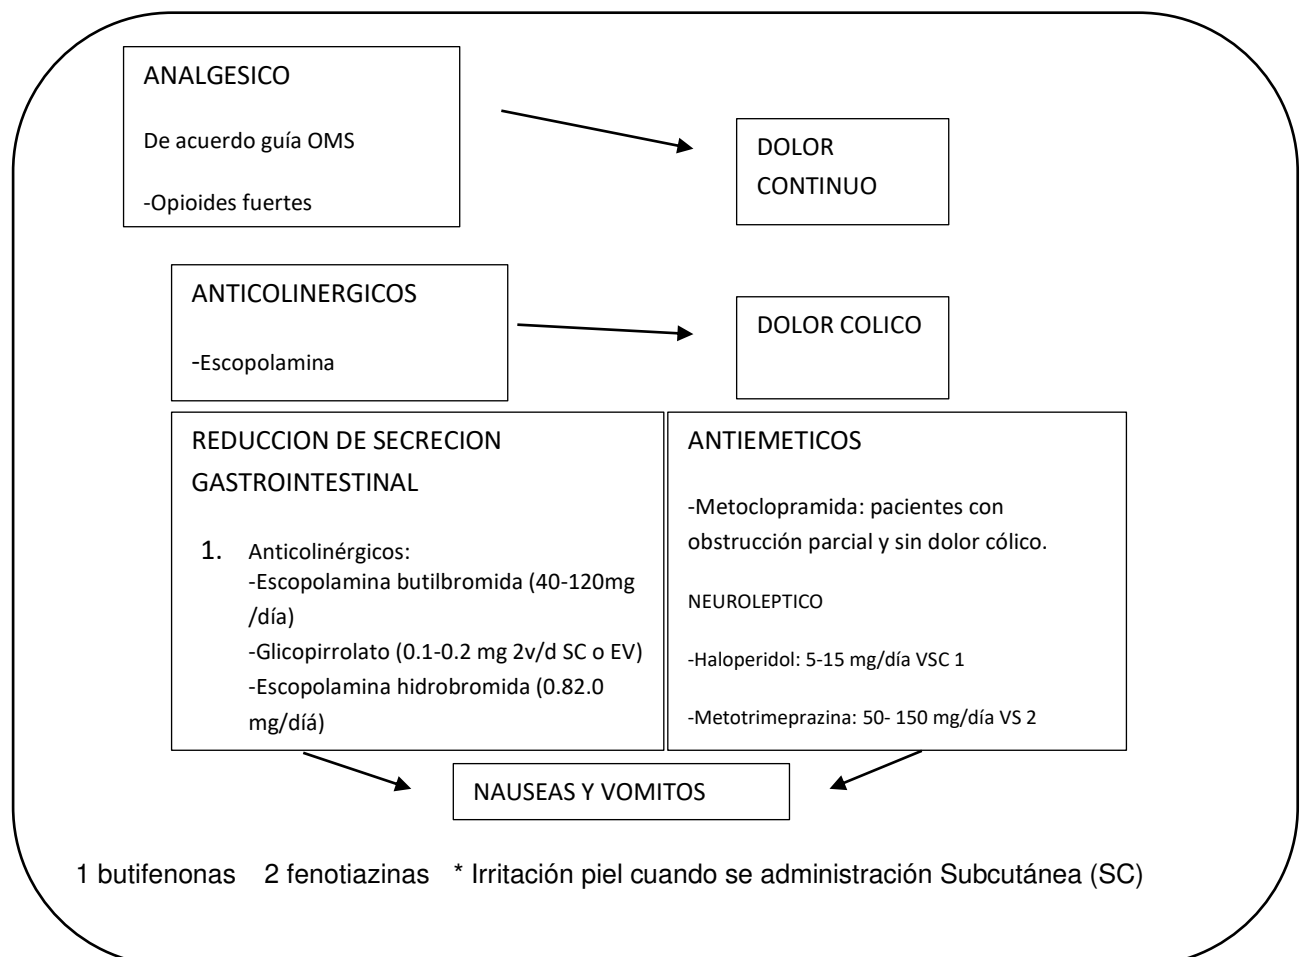 ANALGESICO
De acuerdo guía OMS
-Opioides fuertes
DOLOR
CONTINUO
ANTICOLINERGICOS
-Escopolamina
DOLOR COLICO
REDUCCION DE SECRECION
GASTROINTESTINAL
1. Anticolinérgicos:
-Escopolamina butilbromida (40-120mg
/día)
-Glicopirrolato (0.1-0.2 mg 2v/d SC o EV)
-Escopolamina hidrobromida (0.82.0
mg/díá)
ANTIEMETICOS
-Metoclopramida: pacientes con
obstrucción parcial y sin dolor cólico.
NEUROLEPTICO
-Haloperidol: 5-15 mg/día VSC 1
-Metotrimeprazina: 50- 150 mg/día VS 2
NAUSEAS Y VOMITOS
1 butifenonas 2 fenotiazinas * Irritación piel cuando se administración Subcutánea (SC)